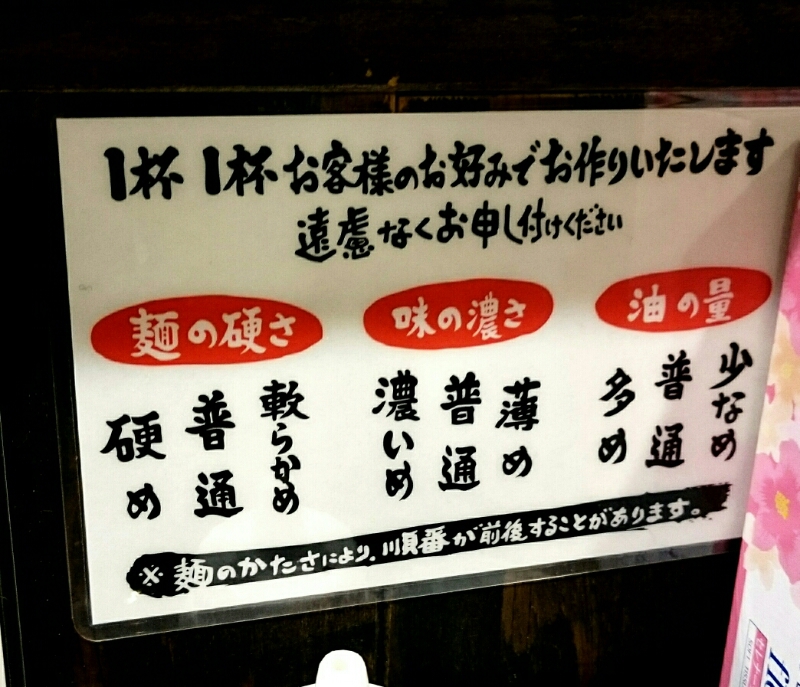 1杯1杯お客様のお好みでお作りいたします
遠慮なくお申し付けください
麺の硬さ
軟らかめ
普通
硬め
味の濃さ
薄め
普通
濃いめ
油の量
少なめ
普通
多め
※麺のかたさにより、順番が前後することがあります。